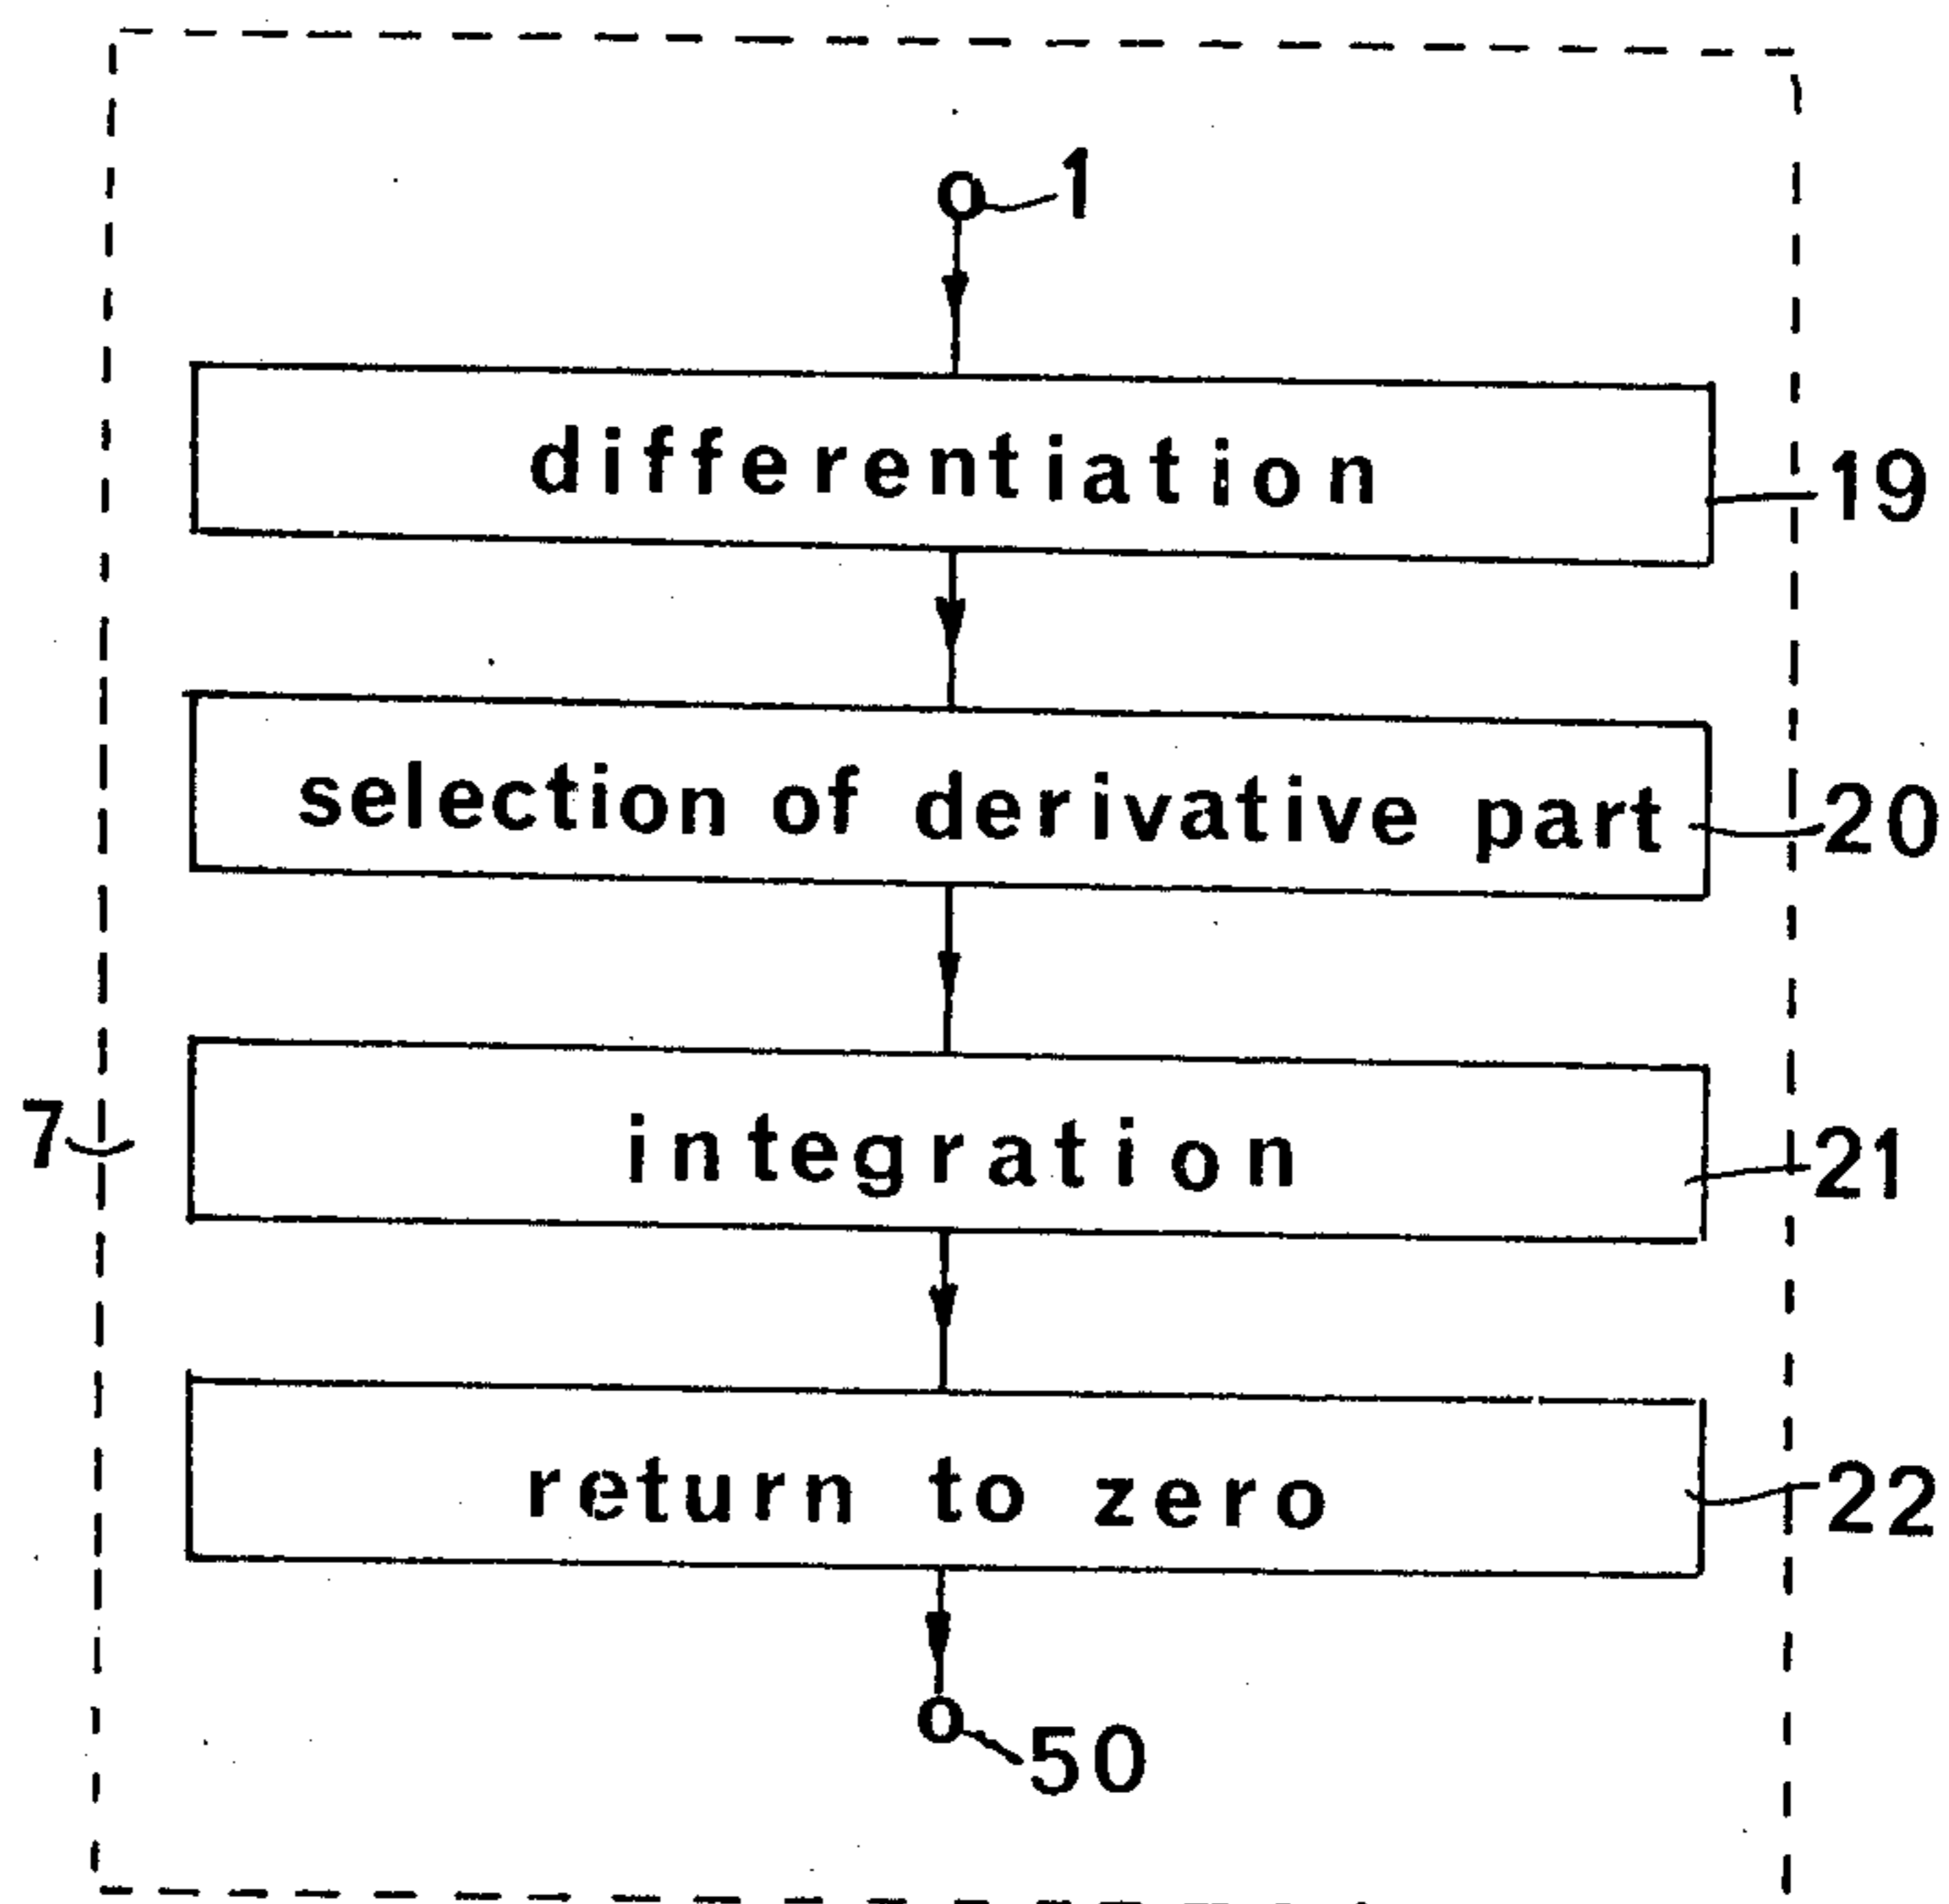 1
differentiation
19
selection of derivative part
20
integration
7
21
return to zero
22
50